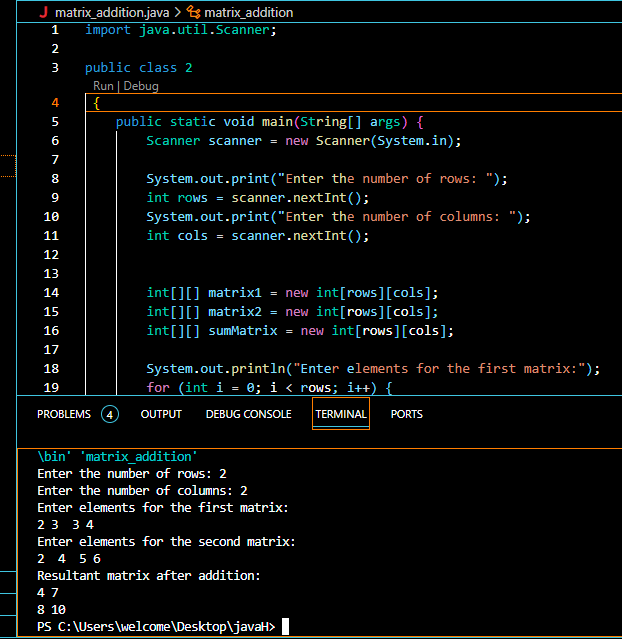 J matrix_addition.java > matrix_addition
1 import java.util.Scanner;
2
3 public class 2
Run | Debug
4 {
5 public static void main(String[] args) {
6 Scanner scanner = new Scanner(System.in);
7
8 System.out.print("Enter the number of rows: ");
9 int rows = scanner.nextInt();
10 System.out.print("Enter the number of columns: ");
11 int cols = scanner.nextInt();
12
13
14 int[][] matrix1 = new int[rows][cols];
15 int[][] matrix2 = new int[rows][cols];
16 int[][] sumMatrix = new int[rows][cols];
17
18 System.out.println("Enter elements for the first matrix:");
19 for (int i = 0; i < rows; i++) {
PROBLEMS 4 OUTPUT DEBUG CONSOLE TERMINAL PORTS
\bin' 'matrix_addition'
Enter the number of rows: 2
Enter the number of columns: 2
Enter elements for the first matrix:
2 3  3 4
Enter elements for the second matrix:
2  4  5 6
Resultant matrix after addition:
4 7
8 10
PS C:\Users\welcome\Desktop\javaH>